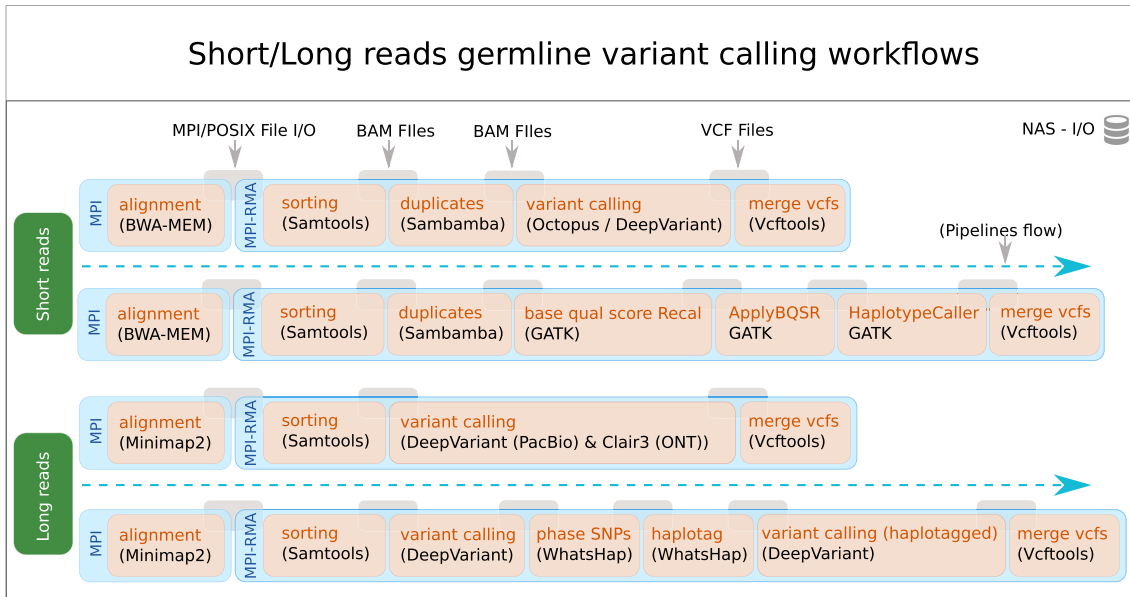 Short/Long reads germline variant calling workflows
MPI/POSIX File I/O
BAM FIles
BAM FIles
VCF Files
NAS - I/O
Short reads
MPI
alignment
(BWA-MEM)
MPI-RMA
sorting
(Samtools)
duplicates
(Sambamba)
variant calling
(Octopus / DeepVariant)
merge vcfs
(Vcftools)
(Pipelines flow)
MPI
alignment
(BWA-MEM)
MPI-RMA
sorting
(Samtools)
duplicates
(Sambamba)
base qual score Recal
(GATK)
ApplyBQSR
GATK
HaplotypeCaller
GATK
merge vcfs
(Vcftools)
Long reads
MPI
alignment
(Minimap2)
MPI-RMA
sorting
(Samtools)
variant calling
(DeepVariant (PacBio) & Clair3 (ONT))
merge vcfs
(Vcftools)
MPI
alignment
(Minimap2)
MPI-RMA
sorting
(Samtools)
variant calling
(DeepVariant)
phase SNPs
(WhatsHap)
haplotag
(WhatsHap)
variant calling (haplotagged)
(DeepVariant)
merge vcfs
(Vcftools)